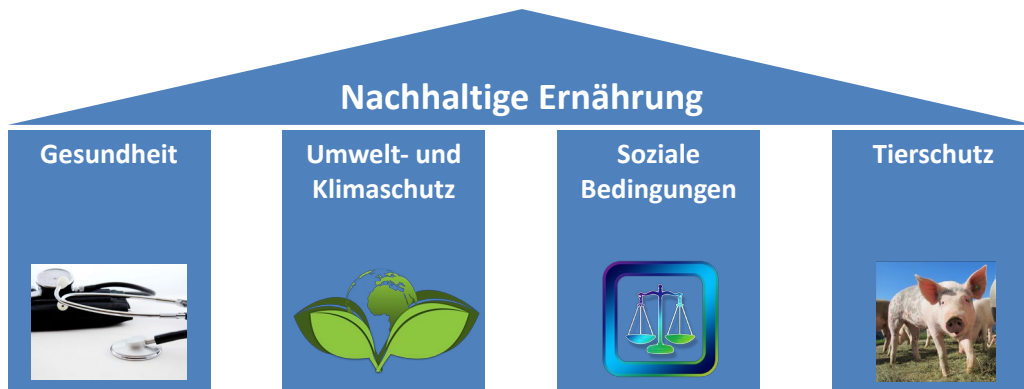 Nachhaltige Ernährung
Gesundheit
Umwelt- und
Klimaschutz
Soziale
Bedingungen
Tierschutz